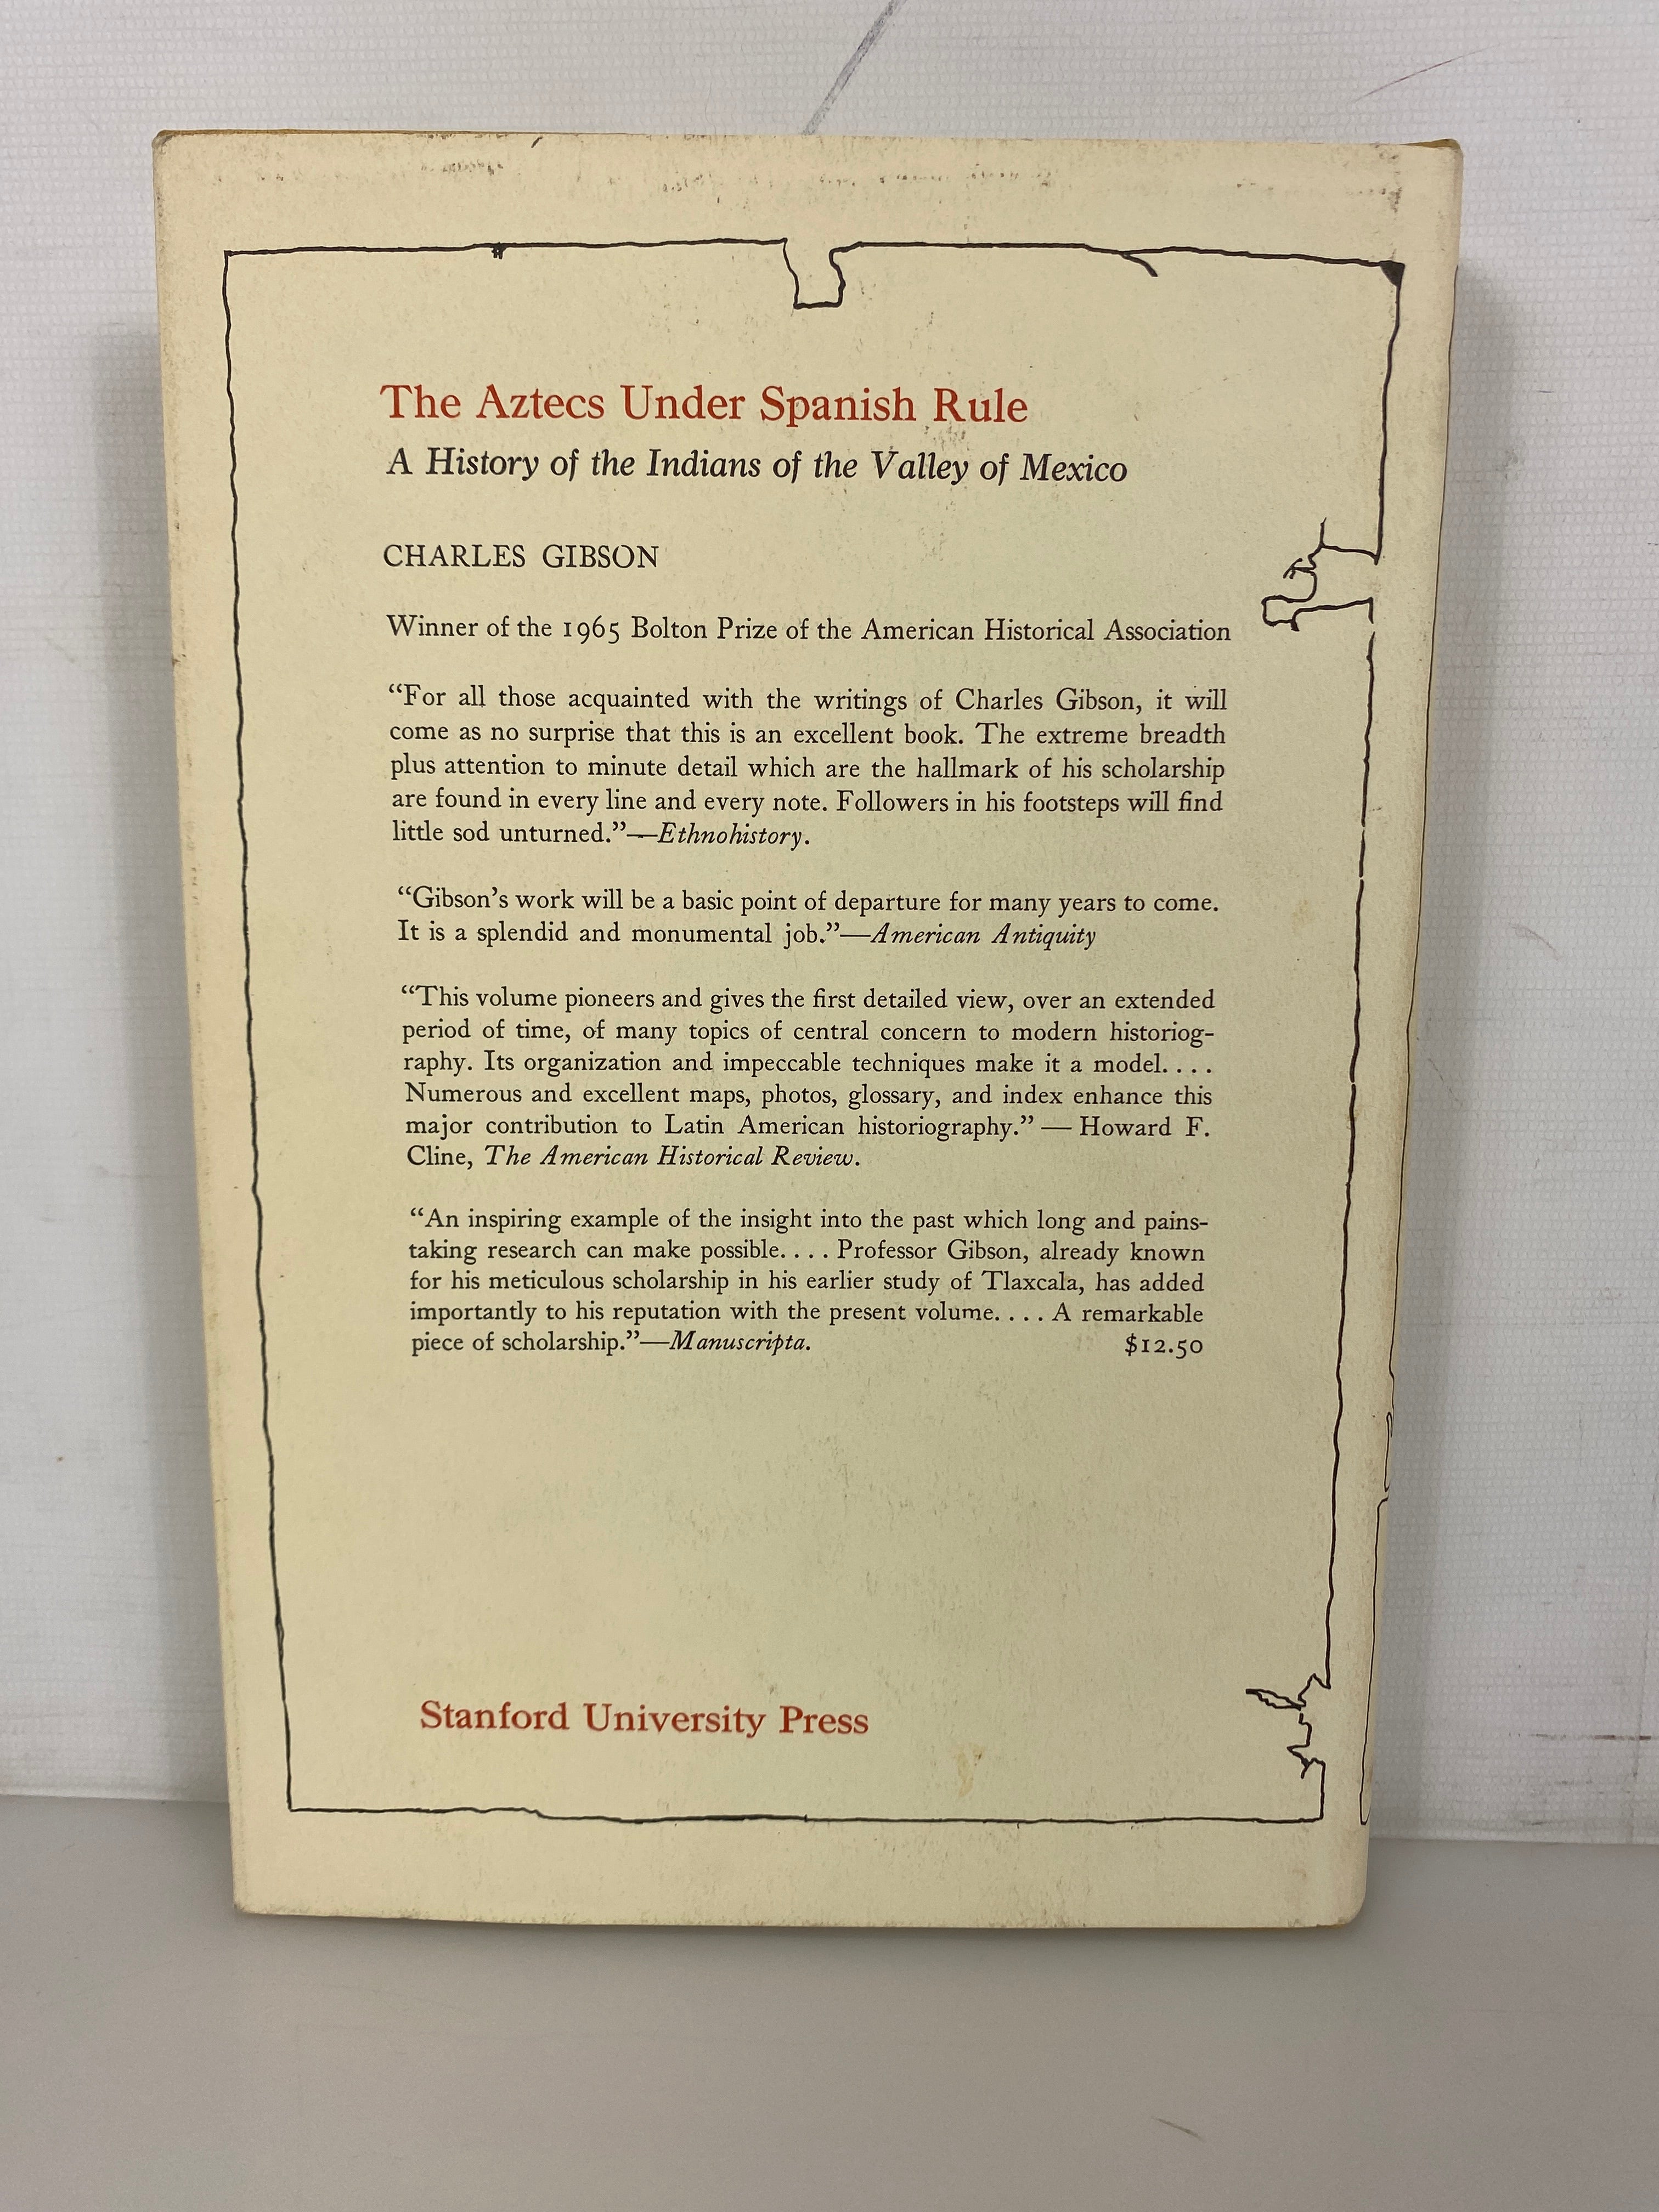 The Aztecs Under Spanish Rule
A History of the Indians of the Valley of Mexico
CHARLES GIBSON
Winner of the 1965 Bolton Prize of the American Historical Association
“For all those acquainted with the writings of Charles Gibson, it will
come as no surprise that this is an excellent book. The extreme breadth
plus attention to minute detail which are the hallmark of his scholarship
are found in every line and every note. Followers in his footsteps will find
little sod unturned.”—Ethnohistory.
“Gibson’s work will be a basic point of departure for many years to come.
It is a splendid and monumental job.”—American Antiquity
“This volume pioneers and gives the first detailed view, over an extended
period of time, of many topics of central concern to modern historiog-
raphy. Its organization and impeccable techniques make it a model. . . .
Numerous and excellent maps, photos, glossary, and index enhance this
major contribution to Latin American historiography.” — Howard F.
Cline, The American Historical Review.
“An inspiring example of the insight into the past which long and pains-
taking research can make possible. . . . Professor Gibson, already known
for his meticulous scholarship in his earlier study of Tlaxcala, has added
importantly to his reputation with the present volume. . . . A remarkable
piece of scholarship.”—Manuscripta. $12.50
Stanford University Press